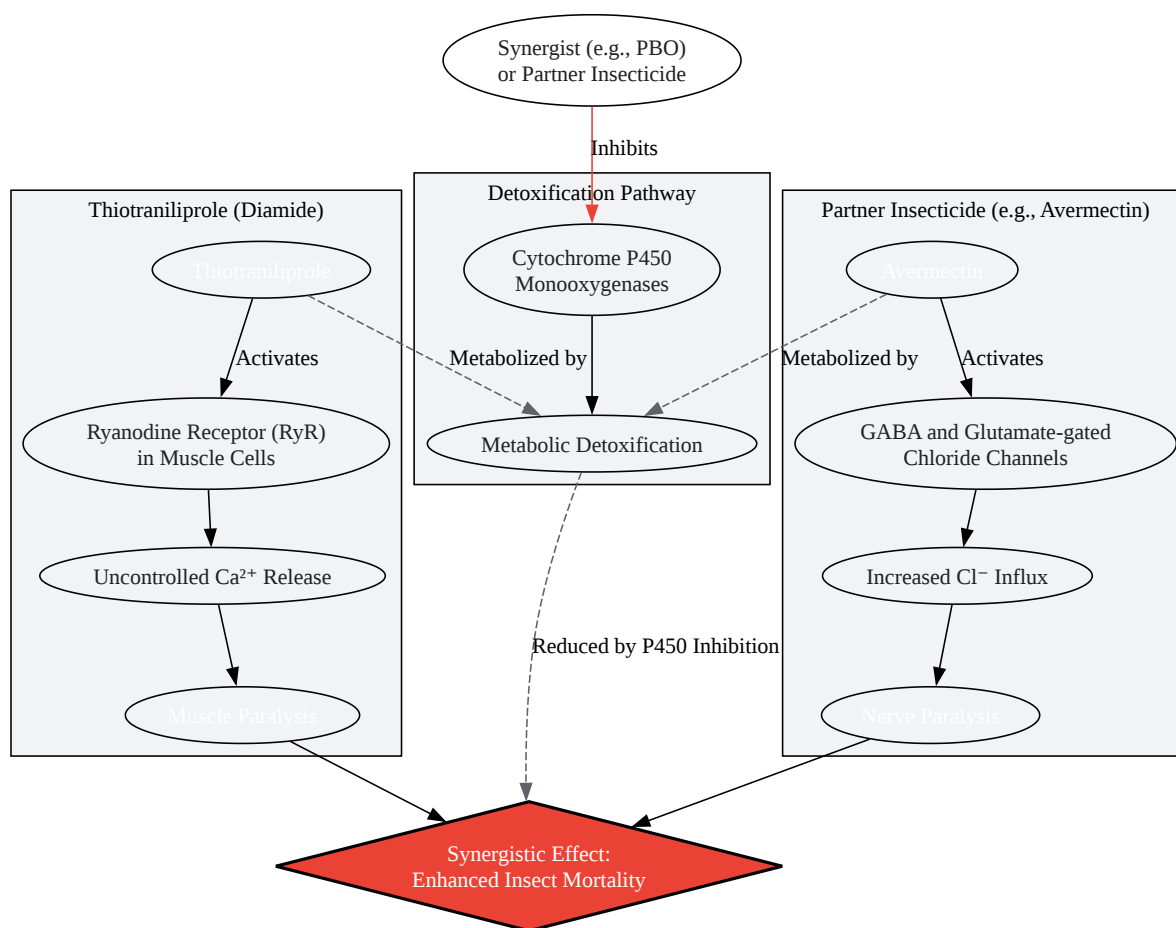 Synergist (e.g., PBO)
or Partner Insecticide
Inhibits
Thiotraniliprole (Diamide)
Detoxification Pathway
Partner Insecticide (e.g., Avermectin)
Thiotraniliprole
Cytochrome P450
Monooxygenases
Avermectin
Activates
Metabolized by
Metabolized by
Activates
Ryanodine Receptor (RyR)
in Muscle Cells
Metabolic Detoxification
GABA and Glutamate-gated
Chloride Channels
Uncontrolled Ca²⁺ Release
Increased Cl⁻ Influx
Reduced by P450 Inhibition
Muscle Paralysis
Nerve Paralysis
Synergistic Effect:
Enhanced Insect Mortality